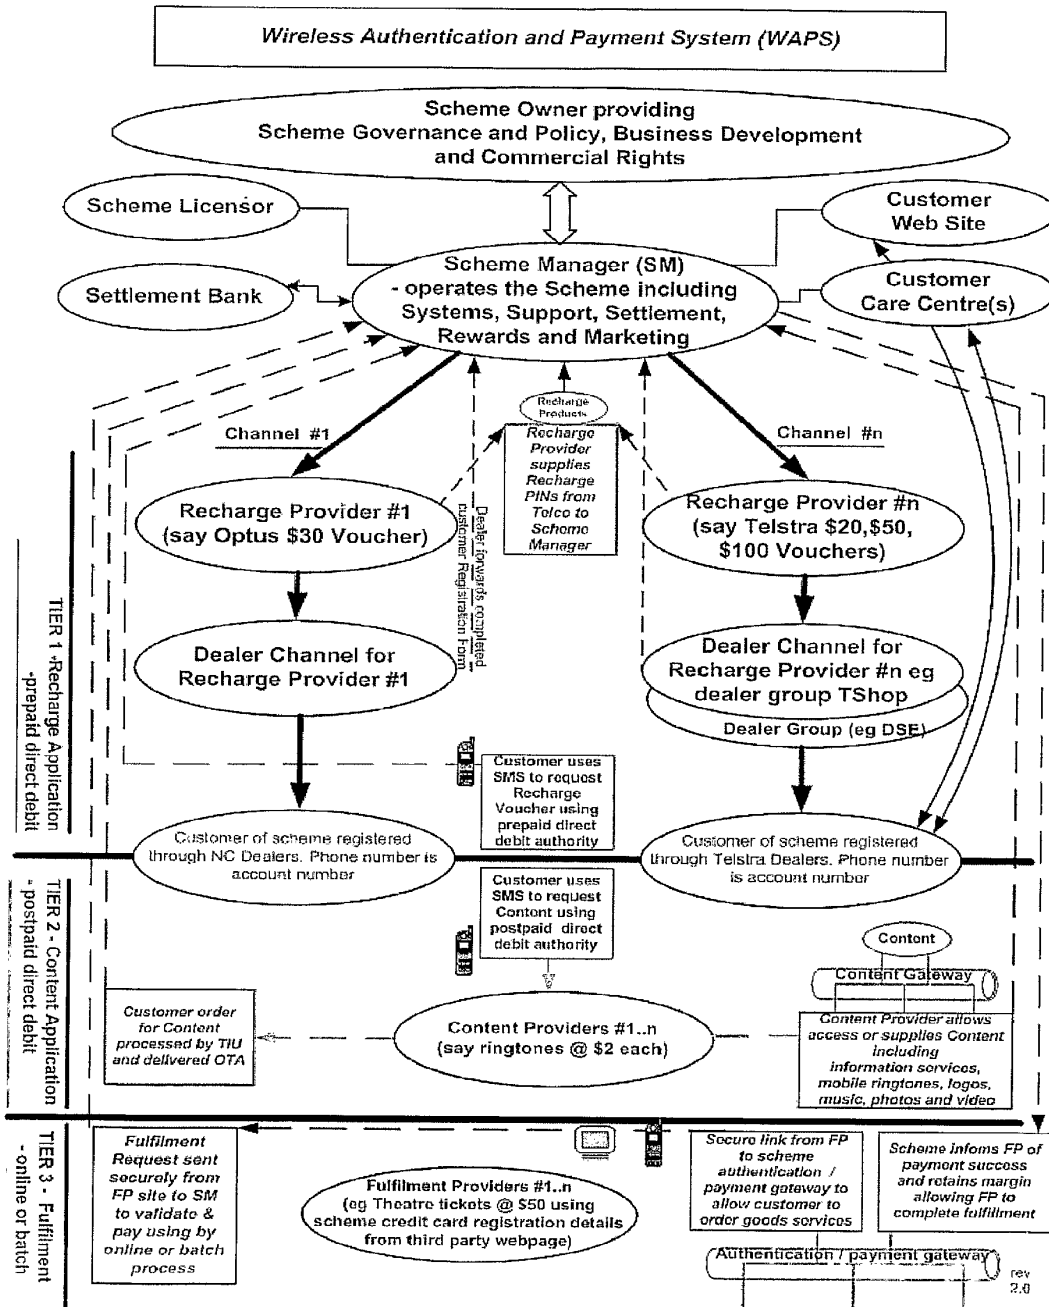 Wireless Authentication and Payment System (WAPS)
Scheme Owner providing
Scheme Governance and Policy, Business Development
and Commercial Rights
Scheme Licensor
Customer
Web Site
Scheme Manager (SM)
- operates the Scheme including
Systems, Support, Settlement,
Rewards and Marketing
Settlement Bank
Customer
Care Centre(s)
Recharge
Products
Channel #1
Channel #n
Recharge
Provider
supplies
Recharge
PINs from
Telco to
Scheme
Manager
Recharge Provider #1
(say Optus $30 Voucher)
Recharge Provider #n
(say Telstra $20,$50,
$100 Vouchers)
Dealer forwards completed
customer Registration Form
Dealer Channel for
Recharge Provider #1
Dealer Channel for
Recharge Provider #n eg
dealer group TShop
Dealer Group (eg DSE)
TIER 1 -Recharge Application
-prepaid direct debit
Customer uses
SMS to request
Recharge
Voucher using
prepaid direct
debit authority
Customer of scheme registered
through NC Dealers. Phone number is
account number
Customer of scheme registered
through Telstra Dealers. Phone number
is account number
TIER 2 - Content Application
- postpaid direct debit
Customer uses
SMS to request
Content using
postpaid direct
debit authority
Content
Content Gateway
Customer order
for Content
processed by TIU
and delivered OTA
Content Providers #1..n
(say ringtones @ $2 each)
Content Provider allows
access or supplies Content
including
information services,
mobile ringtones, logos,
music, photos and video
TIER 3 - Fulfilment
- online or batch
Fulfilment
Request sent
securely from
FP site to SM
to validate &
pay using by
online or batch
process
Fulfilment Providers #1..n
(eg Theatre tickets @ $50 using
scheme credit card registration details
from third party webpage)
Secure link from FP
to scheme
authentication /
payment gateway to
allow customer to
order goods services
Scheme infoms FP of
payment success
and retains margin
allowing FP to
complete fulfillment
Authentication / payment gateway
rev
2.0